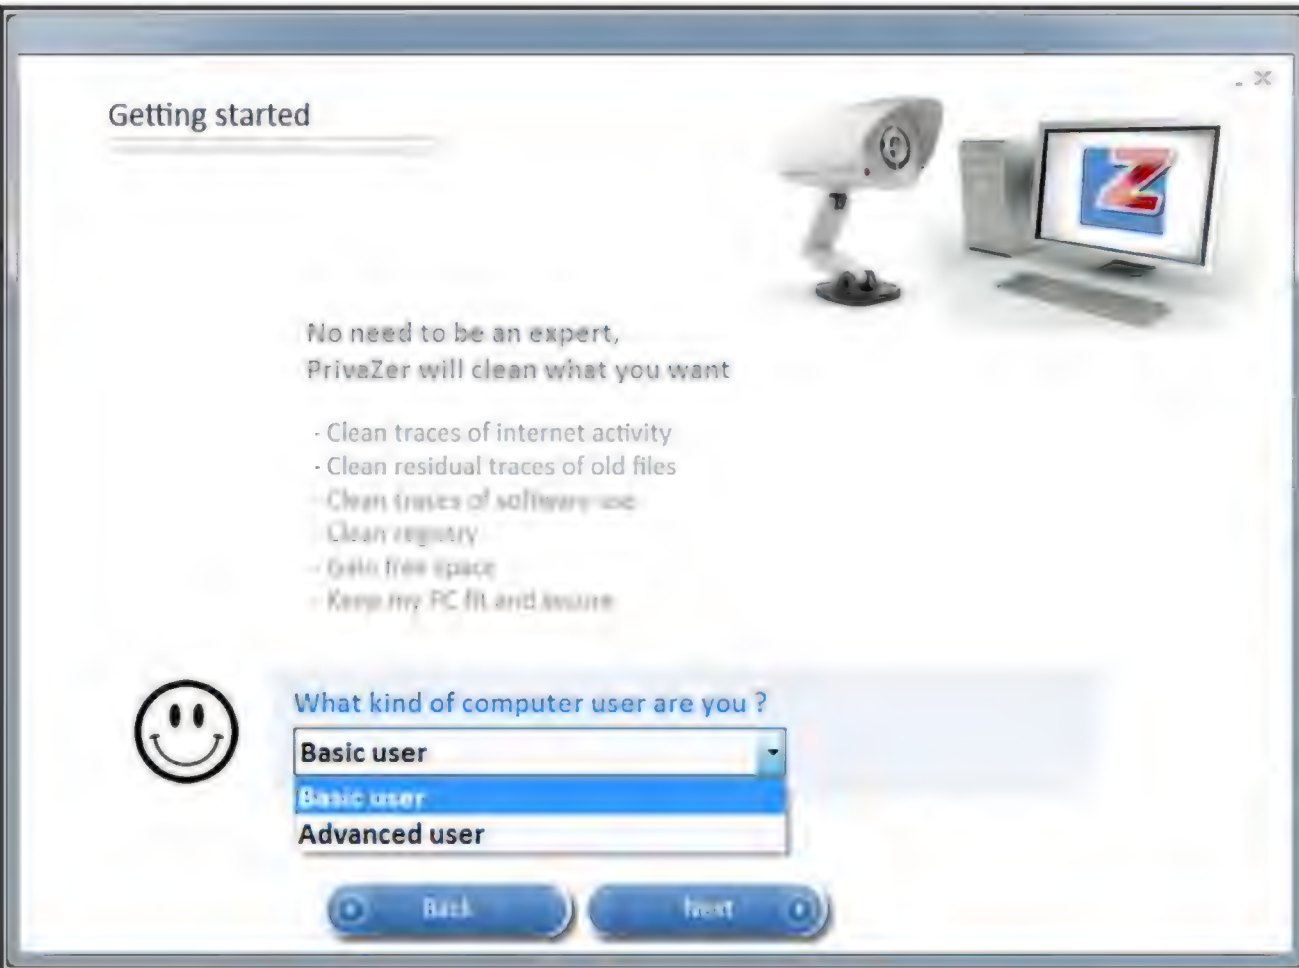 Getting started
Z
No need to be an expert,
PrivaZer will clean what you want
- Clean traces of internet activity
- Clean residual traces of old files
- Clean traces of software use
- Clean registry
- Gain free space
- Keep my PC fit and secure
What kind of computer user are you ?
Basic user
Basic user
Advanced user
Back
Next